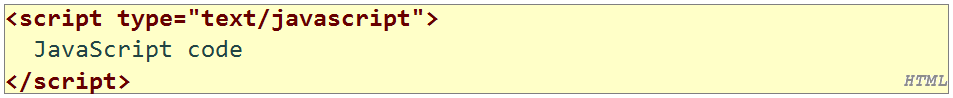 <script type="text/javascript">
  JavaScript code
</script>
HTML